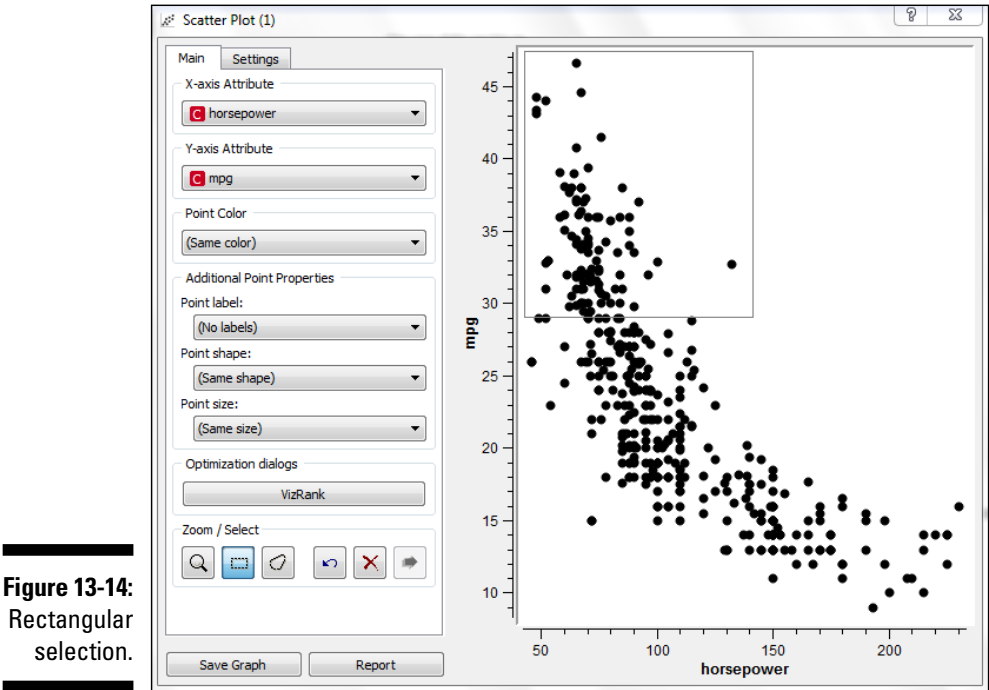 Scatter Plot (1)
?
Main
Settings
X-axis Attribute
C horsepower
Y-axis Attribute
C mpg
Point Color
(Same color)
Additional Point Properties
Point label:
(No labels)
Point shape:
(Same shape)
Point size:
(Same size)
Optimization dialogs
VizRank
Zoom / Select
Save Graph
Report
45
40
35
30
25
20
15
10
mpg
50
100
150
200
horsepower
Figure 13-14:
Rectangular
selection.